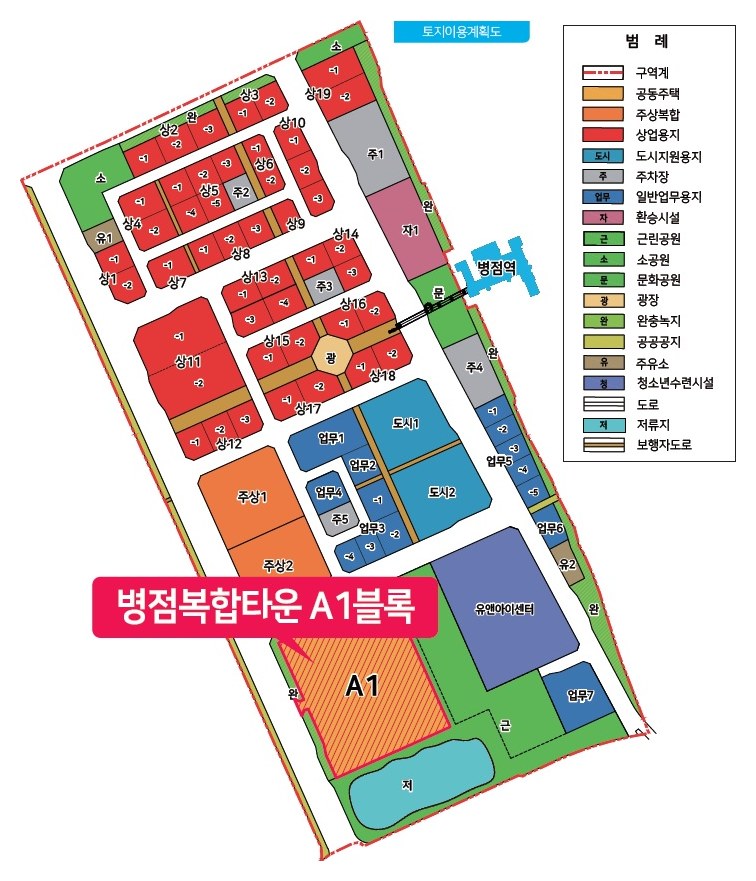 토지이용계획도
범 례
구역계
공동주택
주상복합
상업용지
도시 도시지원용지
주 주차장
업무 일반업무용지
자 환승시설
근 근린공원
소 소공원
문 문화공원
광 광장
완 완충녹지
공공공지
유 주유소
청 청소년수련시설
도로
저 저류지
보행자도로
소
-1
상19
-2
상3
-1
-2
완
상2
-1
-2
-3
상10
-1
-2
-3
주1
소
상6
-1
-2
상5
-1
-2
-3
-4
-5
주2
상4
-1
-2
완
유1
상9
-1
-2
자1
상8
-1
-2
-3
상7
-1
-2
상1
-1
-2
상14
-1
-2
-3
병점역
상13
-1
-2
-3
-4
주3
문
상16
-1
-2
상11
-1
-2
상15
-1
-2
광
완
주4
상18
-1
-2
상17
-1
-2
상12
-1
-2
-3
업무1
도시1
업무5
-1
-2
-3
-4
-5
업무2
주상1
업무4
도시2
주5
업무3
-1
-2
-3
-4
업무6
주상2
유2
병점복합타운 A1블록
유앤아이센터
완
A1
완
업무7
근
저